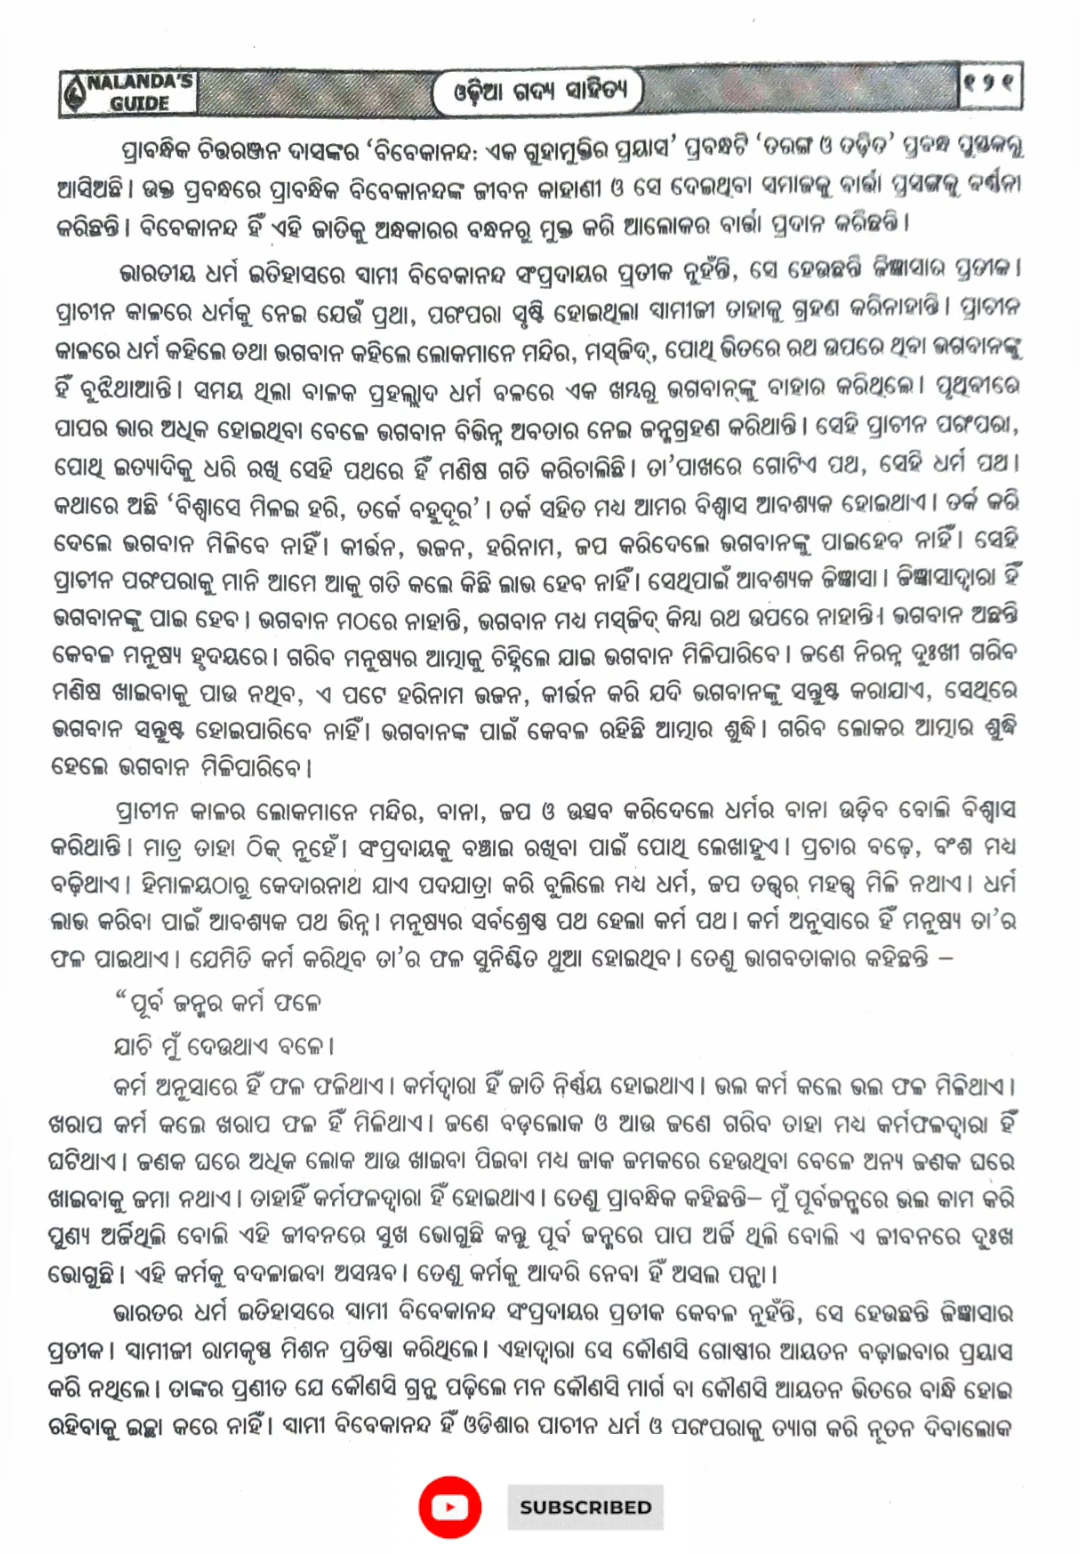 NALANDA'S
GUIDE
ଓଡ଼ିଆ ଗଦ୍ୟ ସାହିତ୍ୟ
୧୨୧
ପ୍ରାବନ୍ଧିକ ଚିତ୍ତରଞ୍ଜନ ଦାସଙ୍କର ‘ବିବେକାନନ୍ଦ: ଏକ ଗୁହାମୁକ୍ତିର ପ୍ରୟାସ’ ପ୍ରବନ୍ଧଟି ‘ତରଙ୍ଗ ଓ ତଡ଼ିତ’ ପ୍ରବନ୍ଧ ପୁସ୍ତକରୁ
ଆସିଅଛି। ଉକ୍ତ ପ୍ରବନ୍ଧରେ ପ୍ରାବନ୍ଧିକ ବିବେକାନନ୍ଦଙ୍କ ଜୀବନ କାହାଣୀ ଓ ସେ ଦେଇଥିବା ସମାଜକୁ ବାର୍ତ୍ତା ପ୍ରସଙ୍ଗକୁ ବର୍ଣ୍ଣନା
କରିଛନ୍ତି। ବିବେକାନନ୍ଦ ହିଁ ଏହି ଜାତିକୁ ଅନ୍ଧକାରର ବନ୍ଧନରୁ ମୁକ୍ତ କରି ଆଲୋକର ବାର୍ତ୍ତା ପ୍ରଦାନ କରିଛନ୍ତି।
ଭାରତୀୟ ଧର୍ମ ଇତିହାସରେ ସ୍ବାମୀ ବିବେକାନନ୍ଦ ସଂପ୍ରଦାୟର ପ୍ରତୀକ ନୁହଁନ୍ତି, ସେ ହେଉଛନ୍ତି ଜିଜ୍ଞାସାର ପ୍ରତୀକ।
ପ୍ରାଚୀନ କାଳରେ ଧର୍ମକୁ ନେଇ ଯେଉଁ ପ୍ରଥା, ପରଂପରା ସୃଷ୍ଟି ହୋଇଥିଲା ସ୍ବାମୀଜୀ ତାହାକୁ ଗ୍ରହଣ କରିନାହାନ୍ତି। ପ୍ରାଚୀନ
କାଳରେ ଧର୍ମ କହିଲେ ତଥା ଭଗବାନ କହିଲେ ଲୋକମାନେ ମନ୍ଦିର, ମସ୍‌ଜିଦ୍‌, ପୋଥି ଭିତରେ ରଥ ଉପରେ ଥିବା ଭଗବାନଙ୍କୁ
ହିଁ ବୁଝିଥାଆନ୍ତି। ସମୟ ଥିଲା ବାଳକ ପ୍ରହଲ୍ଲାଦ ଧର୍ମ ବଳରେ ଏକ ଖମ୍ବରୁ ଭଗବାନ୍‌ଙ୍କୁ ବାହାର କରିଥିଲେ। ପୃଥିବୀରେ
ପାପର ଭାର ଅଧିକ ହୋଇଥିବା ବେଳେ ଭଗବାନ ବିଭିନ୍ନ ଅବତାର ନେଇ ଜନ୍ମଗ୍ରହଣ କରିଥାନ୍ତି। ସେହି ପ୍ରାଚୀନ ପରଂପରା,
ପୋଥି ଇତ୍ୟାଦିକୁ ଧରି ରଖି ସେହି ପଥରେ ହିଁ ମଣିଷ ଗତି କରିଚାଲିଛି। ତା’ପାଖରେ ଗୋଟିଏ ପଥ, ସେହି ଧର୍ମ ପଥ।
କଥାରେ ଅଛି ‘ବିଶ୍ୱାସେ ମିଳଇ ହରି, ତର୍କେ ବହୁଦୂର’। ତର୍କ ସହିତ ମଧ୍ୟ ଆମର ବିଶ୍ୱାସ ଆବଶ୍ୟକ ହୋଇଥାଏ। ତର୍କ କରି
ଦେଲେ ଭଗବାନ ମିଳିବେ ନାହିଁ। କୀର୍ତ୍ତନ, ଭଜନ, ହରିନାମ, ଜପ କରିଦେଲେ ଭଗବାନଙ୍କୁ ପାଇହେବ ନାହିଁ। ସେହି
ପ୍ରାଚୀନ ପରଂପରାକୁ ମାନି ଆମେ ଆକୁ ଗତି କଲେ କିଛି ଲାଭ ହେବ ନାହିଁ। ସେଥିପାଇଁ ଆବଶ୍ୟକ ଜିଜ୍ଞାସା। ଜିଜ୍ଞାସାଦ୍ୱାରା ହିଁ
ଭଗବାନଙ୍କୁ ପାଇ ହେବ। ଭଗବାନ ମଠରେ ନାହାନ୍ତି, ଭଗବାନ ମଧ୍ୟ ମସ୍‌ଜିଦ୍ କିମ୍ବା ରଥ ଉପରେ ନାହାନ୍ତି। ଭଗବାନ ଅଛନ୍ତି
କେବଳ ମନୁଷ୍ୟ ହୃଦୟରେ। ଗରିବ ମନୁଷ୍ୟର ଆତ୍ମାକୁ ଚିହ୍ନିଲେ ଯାଇ ଭଗବାନ ମିଳିପାରିବେ। ଜଣେ ନିରନ୍ନ ଦୁଃଖୀ ଗରିବ
ମଣିଷ ଖାଇବାକୁ ପାଉ ନଥିବ, ଏ ପଟେ ହରିନାମ ଭଜନ, କୀର୍ତ୍ତନ କରି ଯଦି ଭଗବାନଙ୍କୁ ସନ୍ତୁଷ୍ଟ କରାଯାଏ, ସେଥିରେ
ଭଗବାନ ସନ୍ତୁଷ୍ଟ ହୋଇପାରିବେ ନାହିଁ। ଭଗବାନଙ୍କ ପାଇଁ କେବଳ ରହିଛି ଆତ୍ମାର ଶୁଦ୍ଧି। ଗରିବ ଲୋକର ଆତ୍ମାର ଶୁଦ୍ଧି
ହେଲେ ଭଗବାନ ମିଳିପାରିବେ।
ପ୍ରାଚୀନ କାଳର ଲୋକମାନେ ମନ୍ଦିର, ବାନା, ଜପ ଓ ଉତ୍ସବ କରିଦେଲେ ଧର୍ମର ବାନା ଉଡ଼ିବ ବୋଲି ବିଶ୍ୱାସ
କରିଥାନ୍ତି। ମାତ୍ର ତାହା ଠିକ୍ ନୁହେଁ। ସଂପ୍ରଦାୟକୁ ବଞ୍ଚାଇ ରଖିବା ପାଇଁ ପୋଥି ଲେଖାହୁଏ। ପ୍ରଚାର ବଢ଼େ, ବଂଶ ମଧ୍ୟ
ବଢ଼ିଥାଏ। ହିମାଳୟଠାରୁ କେଦାରନାଥ ଯାଏ ପଦଯାତ୍ରା କରି ବୁଲିଲେ ମଧ୍ୟ ଧର୍ମ, ଜପ ତତ୍ତ୍ୱର ମହତ୍ତ୍ୱ ମିଳି ନଥାଏ। ଧର୍ମ
ଲାଭ କରିବା ପାଇଁ ଆବଶ୍ୟକ ପଥ ଭିନ୍ନ। ମନୁଷ୍ୟର ସର୍ବଶ୍ରେଷ୍ଠ ପଥ ହେଲା କର୍ମ ପଥ। କର୍ମ ଅନୁସାରେ ହିଁ ମନୁଷ୍ୟ ତା’ର
ଫଳ ପାଇଥାଏ। ଯେମିତି କର୍ମ କରିଥିବ ତା’ର ଫଳ ସୁନିଶ୍ଚିତ ଥୁଆ ହୋଇଥିବ। ତେଣୁ ଭାଗବତାକାର କହିଛନ୍ତି –
“ପୂର୍ବ ଜନ୍ମର କର୍ମ ଫଳେ
ଯାଚି ମୁଁ ଦେଉଥାଏ ବଳେ।
କର୍ମ ଅନୁସାରେ ହିଁ ଫଳ ଫଳିଥାଏ। କର୍ମଦ୍ୱାରା ହିଁ ଜାତି ନିର୍ଣ୍ଣୟ ହୋଇଥାଏ। ଭଲ କର୍ମ କଲେ ଭଲ ଫଳ ମିଳିଥାଏ।
ଖରାପ କର୍ମ କଲେ ଖରାପ ଫଳ ହିଁ ମିଳିଥାଏ। ଜଣେ ବଡ଼ଲୋକ ଓ ଆଉ ଜଣେ ଗରିବ ତାହା ମଧ୍ୟ କର୍ମଫଳଦ୍ୱାରା ହିଁ
ଘଟିଥାଏ। ଜଣକ ଘରେ ଅଧିକ ଲୋକ ଆଉ ଖାଇବା ପିଇବା ମଧ୍ୟ ଜାକ ଜମକରେ ହେଉଥିବା ବେଳେ ଅନ୍ୟ ଜଣକ ଘରେ
ଖାଇବାକୁ ଜମା ନଥାଏ। ତାହାହିଁ କର୍ମଫଳଦ୍ୱାରା ହିଁ ହୋଇଥାଏ। ତେଣୁ ପ୍ରାବନ୍ଧିକ କହିଛନ୍ତି– ମୁଁ ପୂର୍ବଜନ୍ମରେ ଭଲ କାମ କରି
ପୁଣ୍ୟ ଅର୍ଜିଥିଲି ବୋଲି ଏହି ଜୀବନରେ ସୁଖ ଭୋଗୁଛି କନ୍ତୁ ପୂର୍ବ ଜନ୍ମରେ ପାପ ଅର୍ଜି ଥିଲି ବୋଲି ଏ ଜୀବନରେ ଦୁଃଖ
ଭୋଗୁଛି। ଏହି କର୍ମକୁ ବଦଳାଇବା ଅସମ୍ଭବ। ତେଣୁ କର୍ମକୁ ଆଦରି ନେବା ହିଁ ଅସଲ ପନ୍ଥା।
ଭାରତର ଧର୍ମ ଇତିହାସରେ ସ୍ବାମୀ ବିବେକାନନ୍ଦ ସଂପ୍ରଦାୟର ପ୍ରତୀକ କେବଳ ନୁହଁନ୍ତି, ସେ ହେଉଛନ୍ତି ଜିଜ୍ଞାସାର
ପ୍ରତୀକ। ସ୍ବାମୀଜୀ ରାମକୃଷ୍ଣ ମିଶନ ପ୍ରତିଷ୍ଠା କରିଥିଲେ। ଏହାଦ୍ୱାରା ସେ କୌଣସି ଗୋଷ୍ଠୀର ଆୟତନ ବଢ଼ାଇବାର ପ୍ରୟାସ
କରି ନଥିଲେ। ତାଙ୍କର ପ୍ରଣୀତ ଯେ କୌଣସି ଗ୍ରନ୍ଥ ପଢ଼ିଲେ ମନ କୌଣସି ମାର୍ଗ ବା କୌଣସି ଆୟତନ ଭିତରେ ବାନ୍ଧି ହୋଇ
ରହିବାକୁ ଇଚ୍ଛା କରେ ନାହିଁ। ସ୍ବାମୀ ବିବେକାନନ୍ଦ ହିଁ ଓଡିଶାର ପ୍ରାଚୀନ ଧର୍ମ ଓ ପରଂପରାକୁ ତ୍ୟାଗ କରି ନୂତନ ଦିବାଲୋକ
SUBSCRIBED